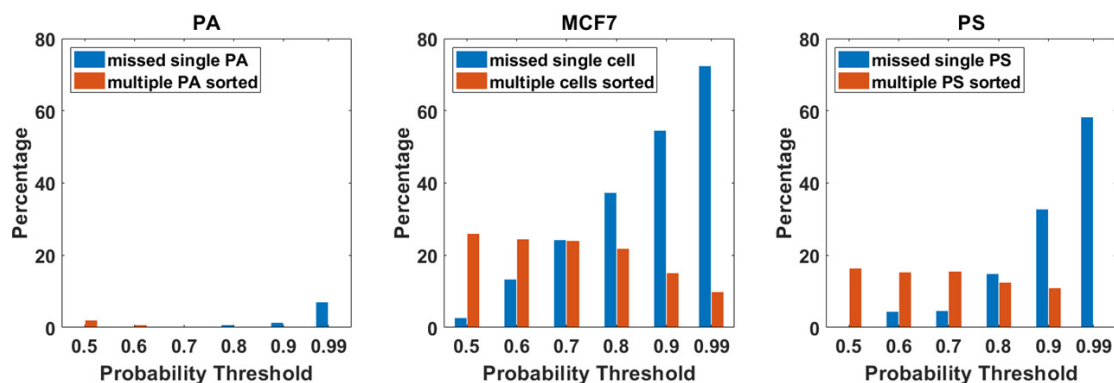 PA
80
60
40
20
0
Percentage
missed single PA
multiple PA sorted
0.5 0.6 0.7 0.8 0.9 0.99
Probability Threshold
MCF7
80
60
40
20
0
Percentage
missed single cell
multiple cells sorted
0.5 0.6 0.7 0.8 0.9 0.99
Probability Threshold
PS
80
60
40
20
0
Percentage
missed single PS
multiple PS sorted
0.5 0.6 0.7 0.8 0.9 0.99
Probability Threshold